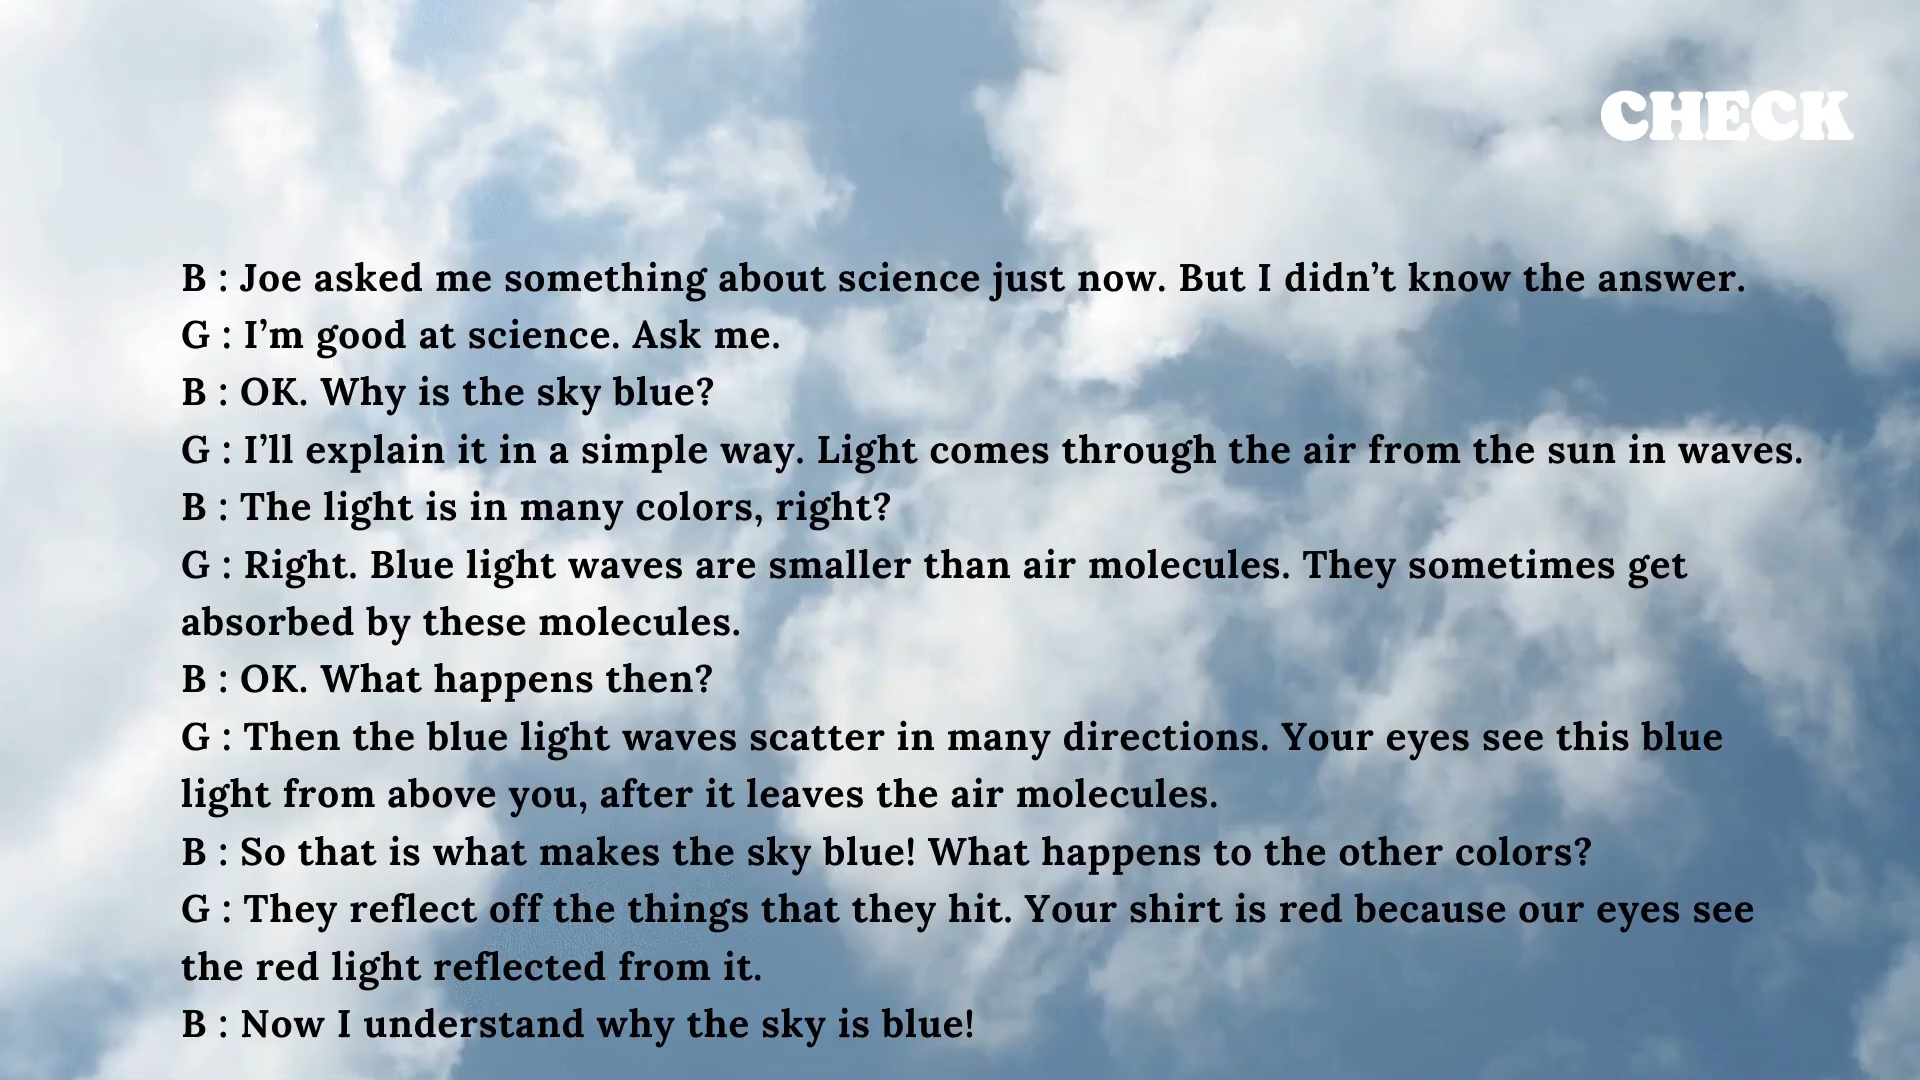 CHECK
B : Joe asked me something about science just now. But I didn’t know the answer.
G : I’m good at science. Ask me.
B : OK. Why is the sky blue?
G : I’ll explain it in a simple way. Light comes through the air from the sun in waves.
B : The light is in many colors, right?
G : Right. Blue light waves are smaller than air molecules. They sometimes get
absorbed by these molecules.
B : OK. What happens then?
G : Then the blue light waves scatter in many directions. Your eyes see this blue
light from above you, after it leaves the air molecules.
B : So that is what makes the sky blue! What happens to the other colors?
G : They reflect off the things that they hit. Your shirt is red because our eyes see
the red light reflected from it.
B : Now I understand why the sky is blue!